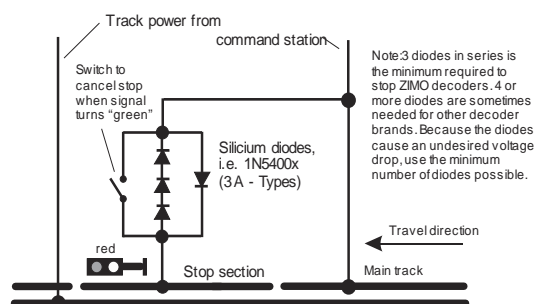 Track power from
command station
Switch to
cancel stop
when signal
turns "green"
Silicium diodes,
i.e. 1N5400x
(3A - Types)
Note:3 diodes in series is
the minimum required to
stop ZIMO decoders. 4 or
more diodes are sometimes
needed for other decoder
brands. Because the diodes
cause an undesired voltage
drop, use the minimum
number of diodes possible.
Travel direction
red
Stop section
Main track